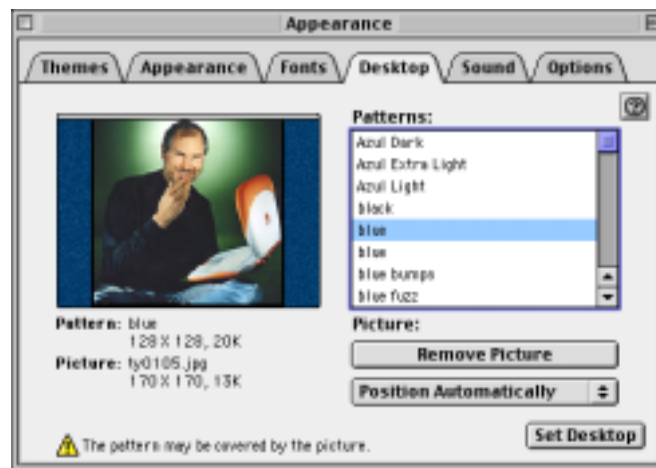 Appearance
Themes Appearance Fonts Desktop Sound Options
Patterns:
Azul Dark
Azul Extra Light
Azul Light
black
blue
blue
blue bumps
blue fuzz
Pattern: blue
128 X 128, 20K
Picture: ty0105.jpg
170 X 170, 13K
Picture:
Remove Picture
Position Automatically
The pattern may be covered by the picture.
Set Desktop